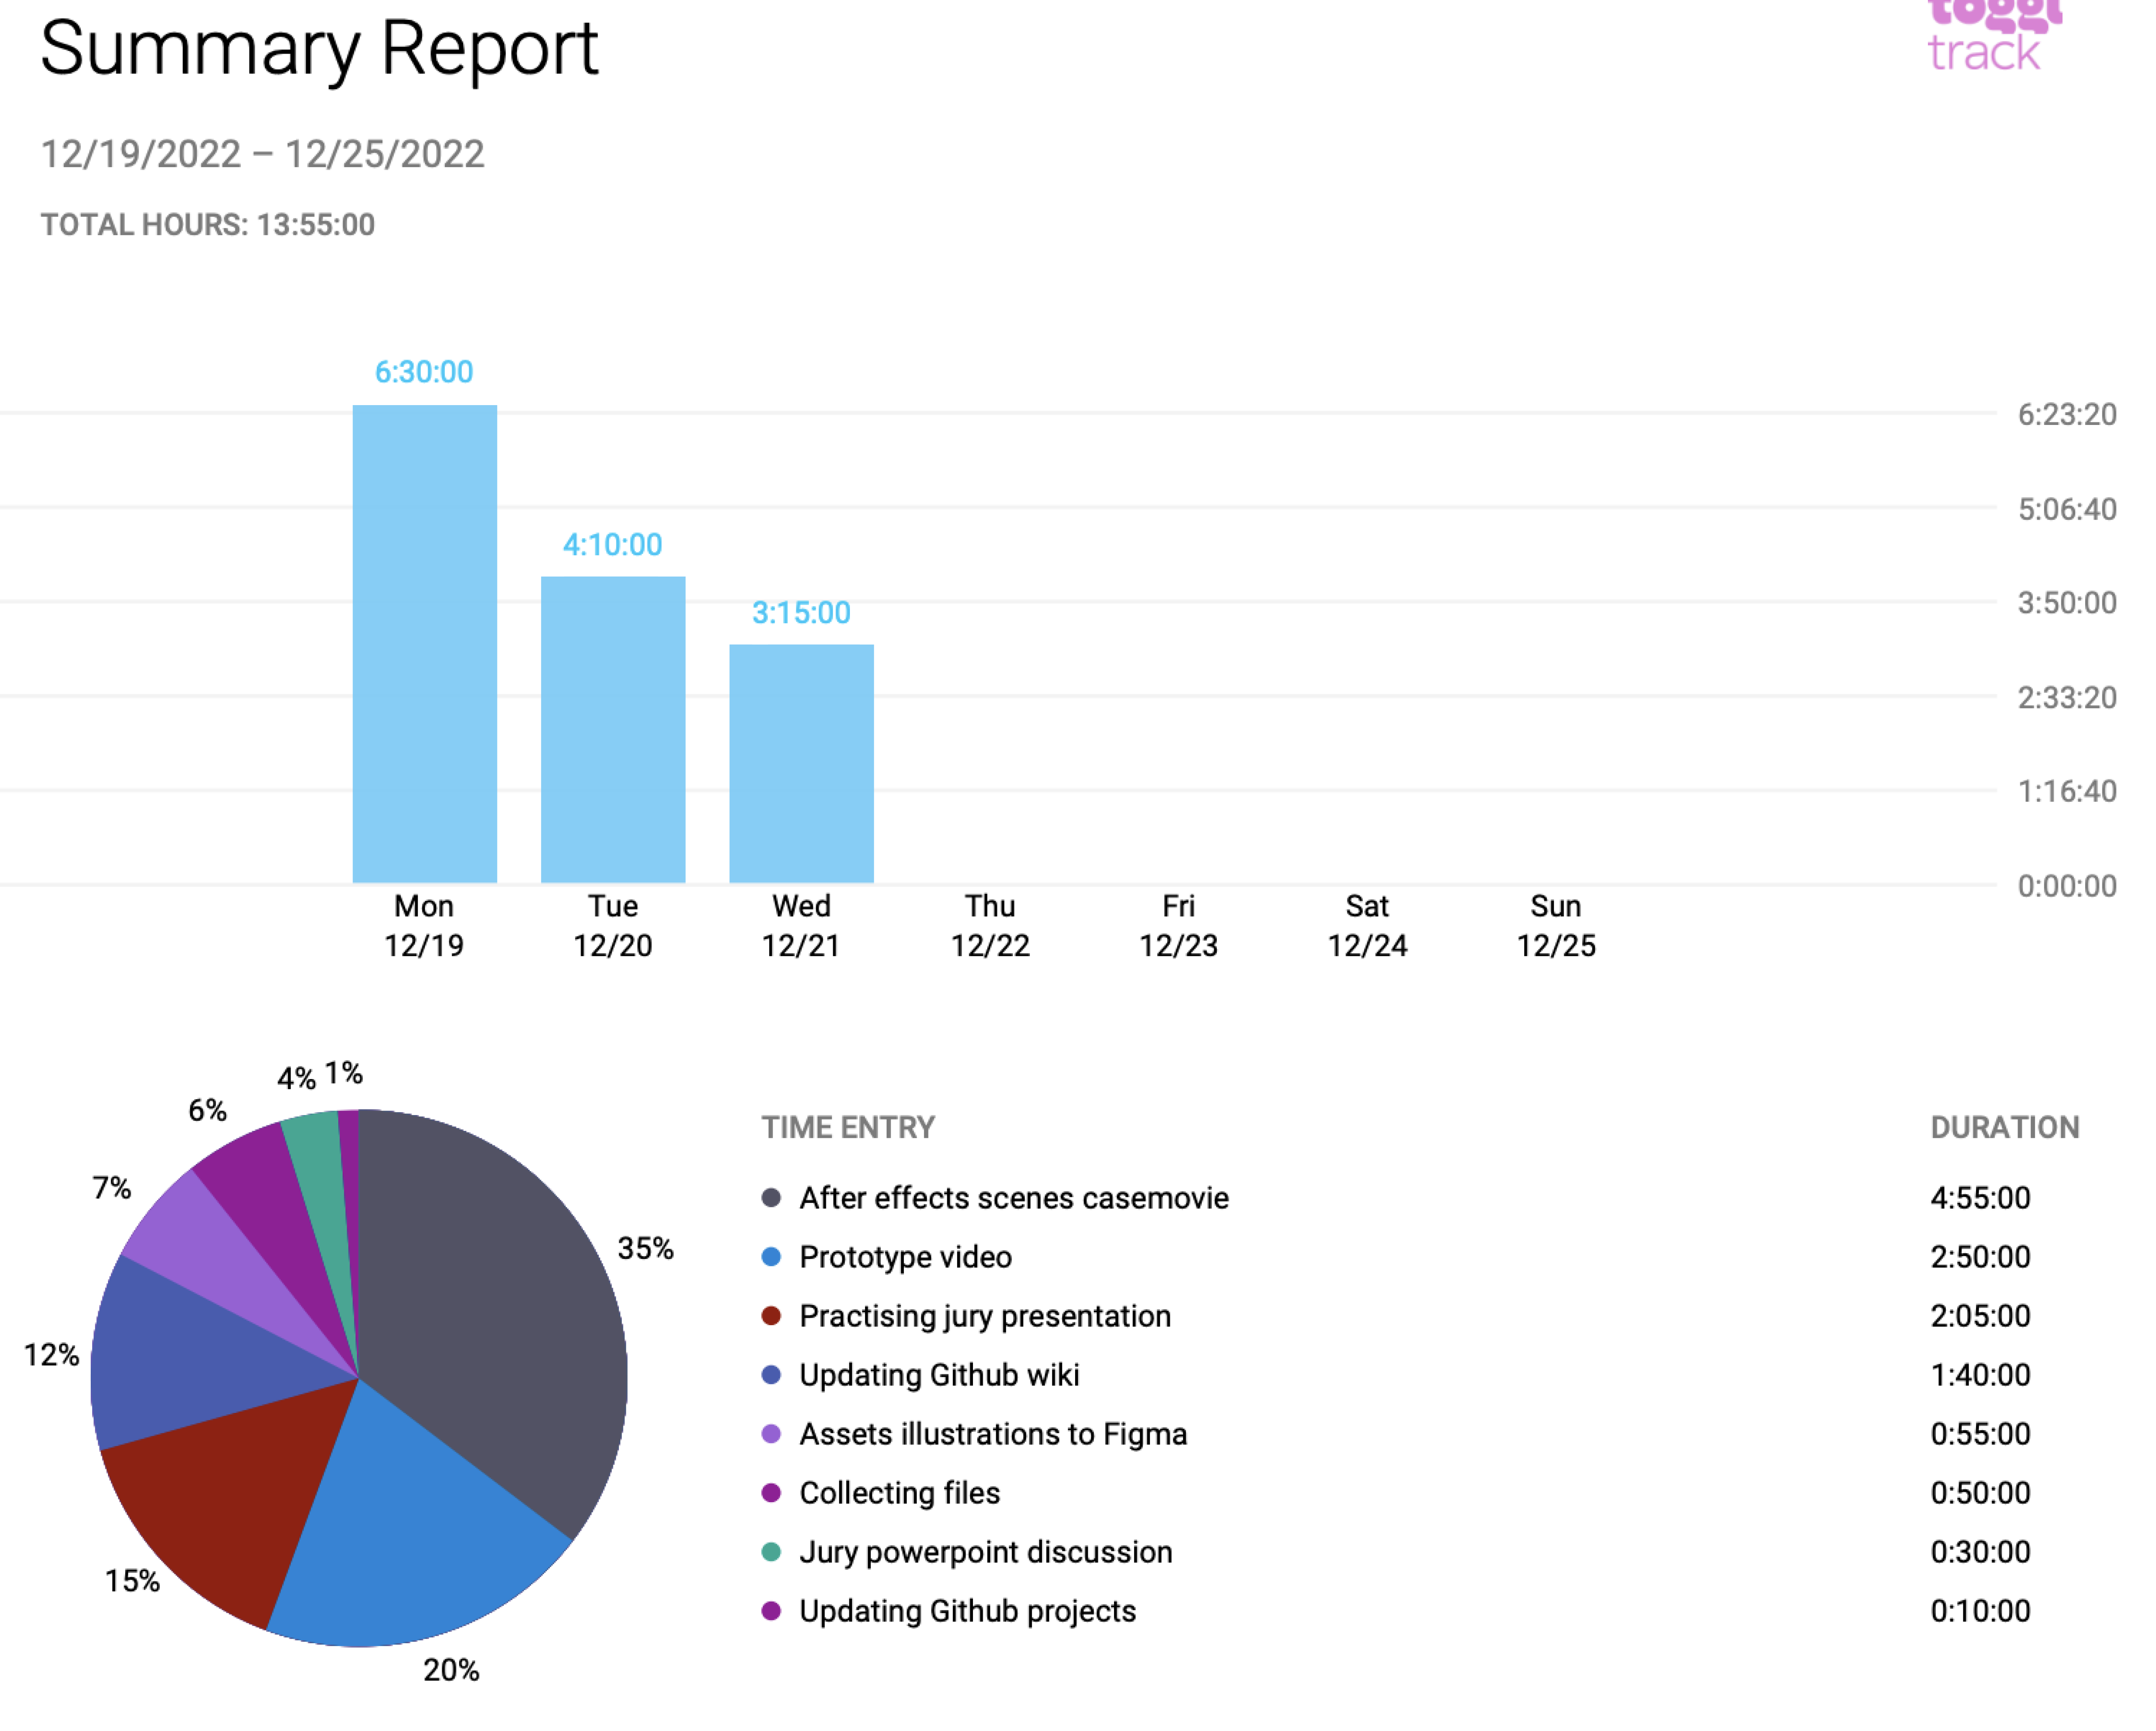 Summary Report
toggl
track
12/19/2022 – 12/25/2022
TOTAL HOURS: 13:55:00
6:30:00
6:23:20
5:06:40
4:10:00
3:50:00
3:15:00
2:33:20
1:16:40
0:00:00
Mon Tue Wed Thu Fri Sat Sun
12/19 12/20 12/21 12/22 12/23 12/24 12/25
4% 1%
6%
7%
35%
12%
15%
20%
TIME ENTRY DURATION
After effects scenes casemovie 4:55:00
Prototype video 2:50:00
Practising jury presentation 2:05:00
Updating Github wiki 1:40:00
Assets illustrations to Figma 0:55:00
Collecting files 0:50:00
Jury powerpoint discussion 0:30:00
Updating Github projects 0:10:00